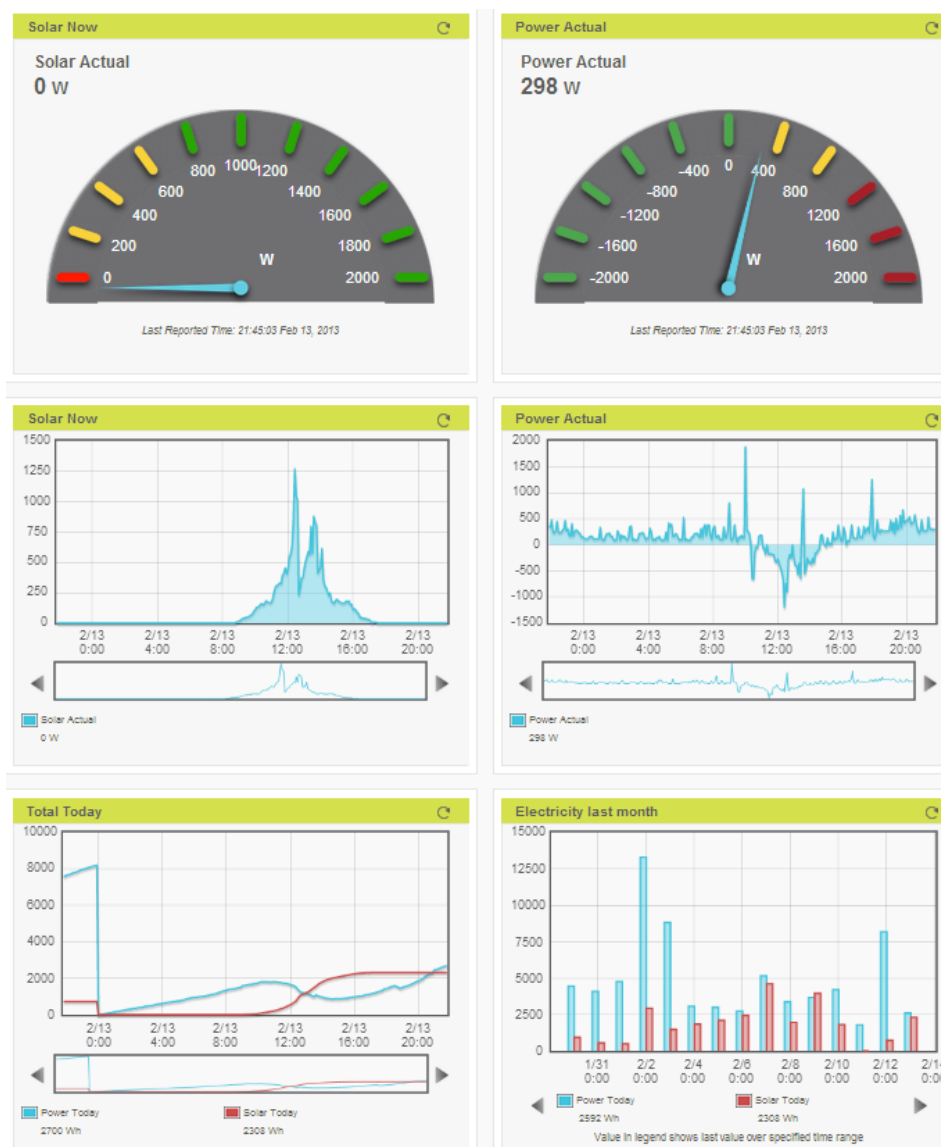 Solar Now
Solar Actual
0 W
0
200
400
600
800
1000
1200
1400
1600
1800
2000
W
Last Reported Time: 21:45:03 Feb 13, 2013
Power Actual
Power Actual
298 W
-2000
-1600
-1200
-800
-400
0
400
800
1200
1600
2000
W
Last Reported Time: 21:45:03 Feb 13, 2013
Solar Now
1500
1250
1000
750
500
250
0
2/13 2/13 2/13 2/13 2/13 2/13
0:00 4:00 8:00 12:00 16:00 20:00
Solar Actual
0 W
Power Actual
2000
1500
1000
500
0
-500
-1000
-1500
2/13 2/13 2/13 2/13 2/13 2/13
0:00 4:00 8:00 12:00 16:00 20:00
Power Actual
298 W
Total Today
10000
8000
6000
4000
2000
0
2/13 2/13 2/13 2/13 2/13 2/13
0:00 4:00 8:00 12:00 16:00 20:00
Power Today Solar Today
2700 Wh 2308 Wh
Electricity last month
15000
12500
10000
7500
5000
2500
0
1/31 2/2 2/4 2/6 2/8 2/10 2/12
0:00 0:00 0:00 0:00 0:00 0:00 0:00
Power Today Solar Today
2592 Wh 2308 Wh
Value in legend shows last value over specified time range